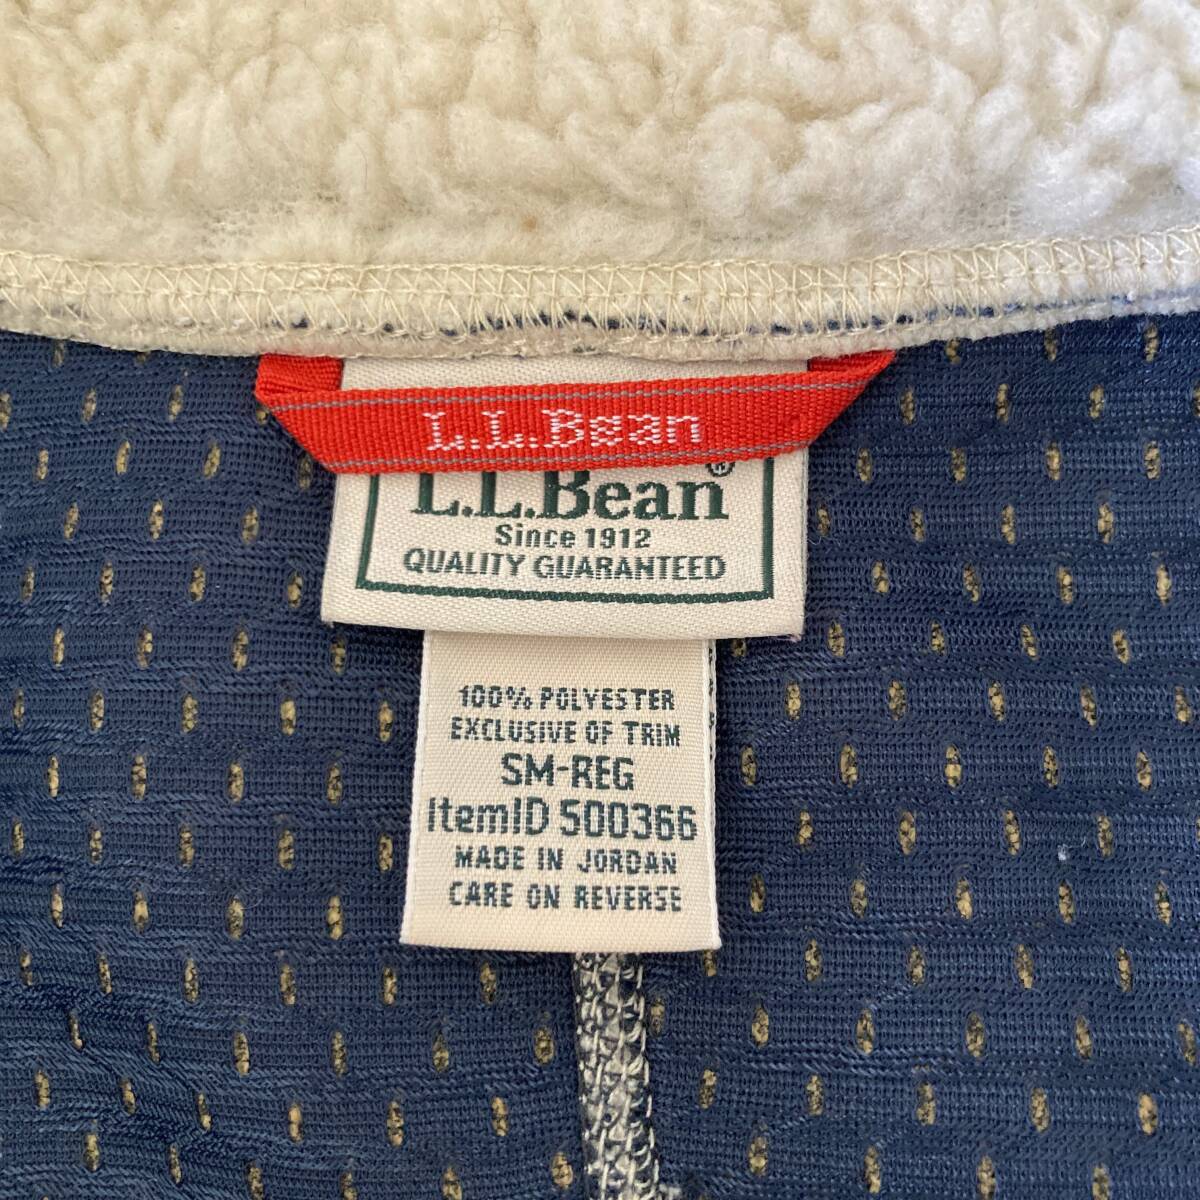 L.L.Bean
L.L.Bean®
Since 1912
QUALITY GUARANTEED
100% POLYESTER
EXCLUSIVE OF TRIM
SM-REG
ItemID 500366
MADE IN JORDAN
CARE ON REVERSE